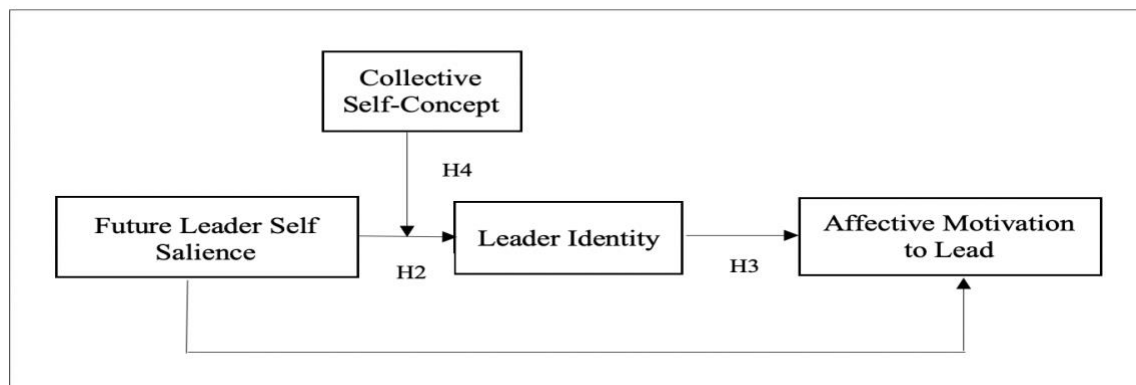 Collective
Self-Concept
H4
Future Leader Self
Salience
H2
Leader Identity
H3
Affective Motivation
to Lead